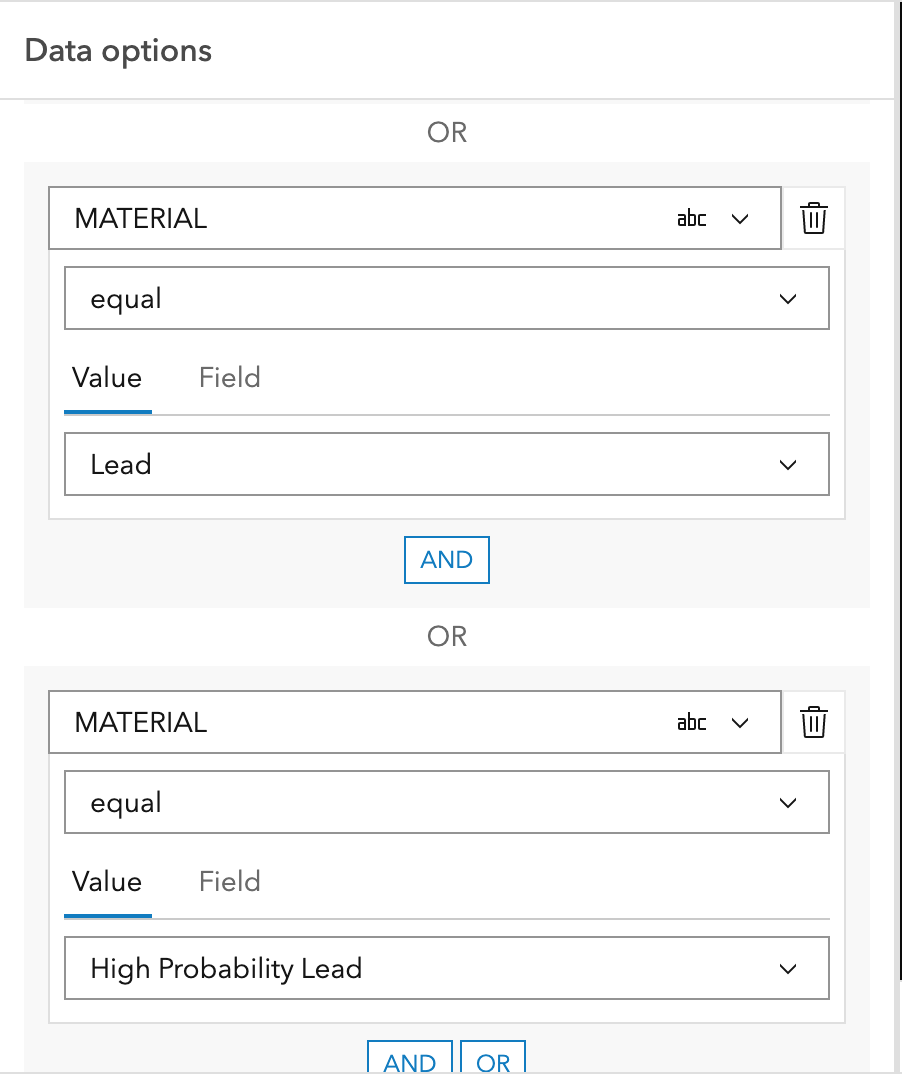 Data options
OR
MATERIAL abc
equal
Value Field
Lead
AND
OR
MATERIAL abc
equal
Value Field
High Probability Lead
AND OR